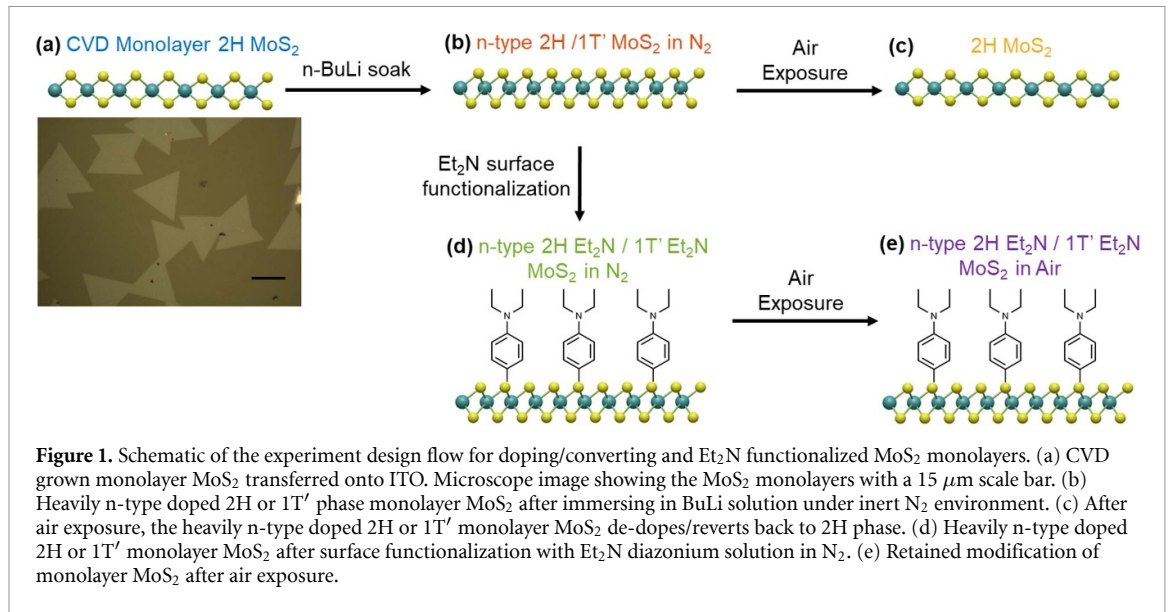 (a) CVD Monolayer 2H MoS₂
n-BuLi soak
(b) n-type 2H /1T' MoS₂ in N₂
Air
Exposure
(c) 2H MoS₂
Et₂N surface
functionalization
(d) n-type 2H Et₂N / 1T' Et₂N
MoS₂ in N₂
Air
Exposure
(e) n-type 2H Et₂N / 1T' Et₂N
MoS₂ in Air
N N N
N N N
Figure 1. Schematic of the experiment design flow for doping/converting and Et₂N functionalized MoS₂ monolayers. (a) CVD
grown monolayer MoS₂ transferred onto ITO. Microscope image showing the MoS₂ monolayers with a 15 μm scale bar. (b)
Heavily n-type doped 2H or 1T′ phase monolayer MoS₂ after immersing in BuLi solution under inert N₂ environment. (c) After
air exposure, the heavily n-type doped 2H or 1T′ monolayer MoS₂ de-dopes/reverts back to 2H phase. (d) Heavily n-type doped
2H or 1T′ monolayer MoS₂ after surface functionalization with Et₂N diazonium solution in N₂. (e) Retained modification of
monolayer MoS₂ after air exposure.